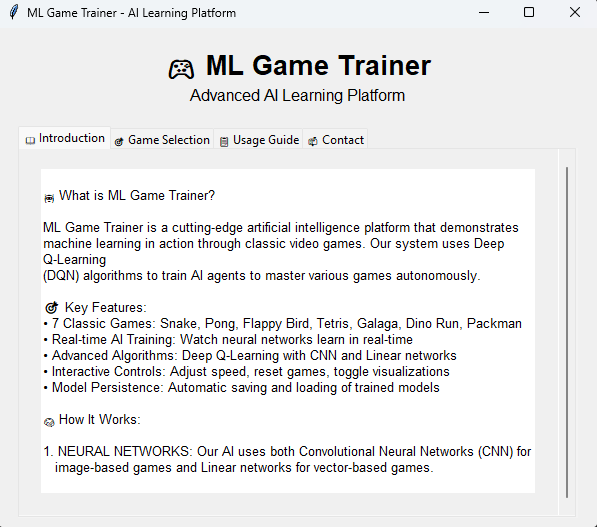 ML Game Trainer - AI Learning Platform
ML Game Trainer
Advanced AI Learning Platform
Introduction Game Selection Usage Guide Contact
What is ML Game Trainer?
ML Game Trainer is a cutting-edge artificial intelligence platform that demonstrates
machine learning in action through classic video games. Our system uses Deep
Q-Learning
(DQN) algorithms to train AI agents to master various games autonomously.
Key Features:
• 7 Classic Games: Snake, Pong, Flappy Bird, Tetris, Galaga, Dino Run, Packman
• Real-time AI Training: Watch neural networks learn in real-time
• Advanced Algorithms: Deep Q-Learning with CNN and Linear networks
• Interactive Controls: Adjust speed, reset games, toggle visualizations
• Model Persistence: Automatic saving and loading of trained models
How It Works:
1. NEURAL NETWORKS: Our AI uses both Convolutional Neural Networks (CNN) for
image-based games and Linear networks for vector-based games.